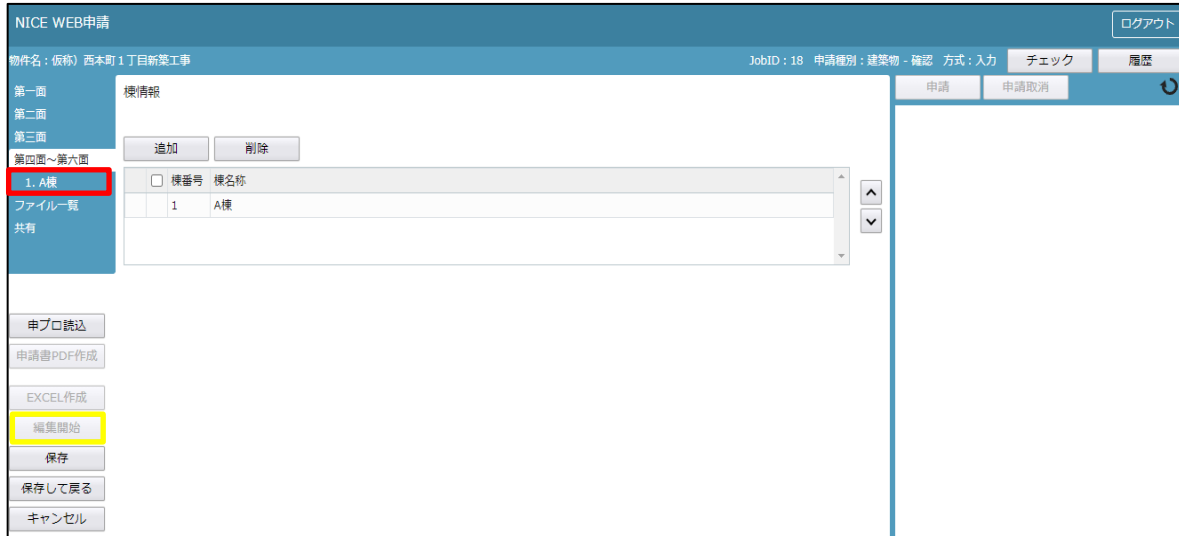 NICE WEB申請
ログアウト
物件名：仮称）西本町１丁目新築工事
JobID：18 申請種別：建築物 - 確認 方式：入力
チェック
履歴
第一面
第二面
第三面
第四面～第六面
1. A棟
ファイル一覧
共有
棟情報
追加
削除
棟番号 棟名称
1 A棟
申請
申請取消
申プロ読込
申請書PDF作成
EXCEL作成
編集開始
保存
保存して戻る
キャンセル